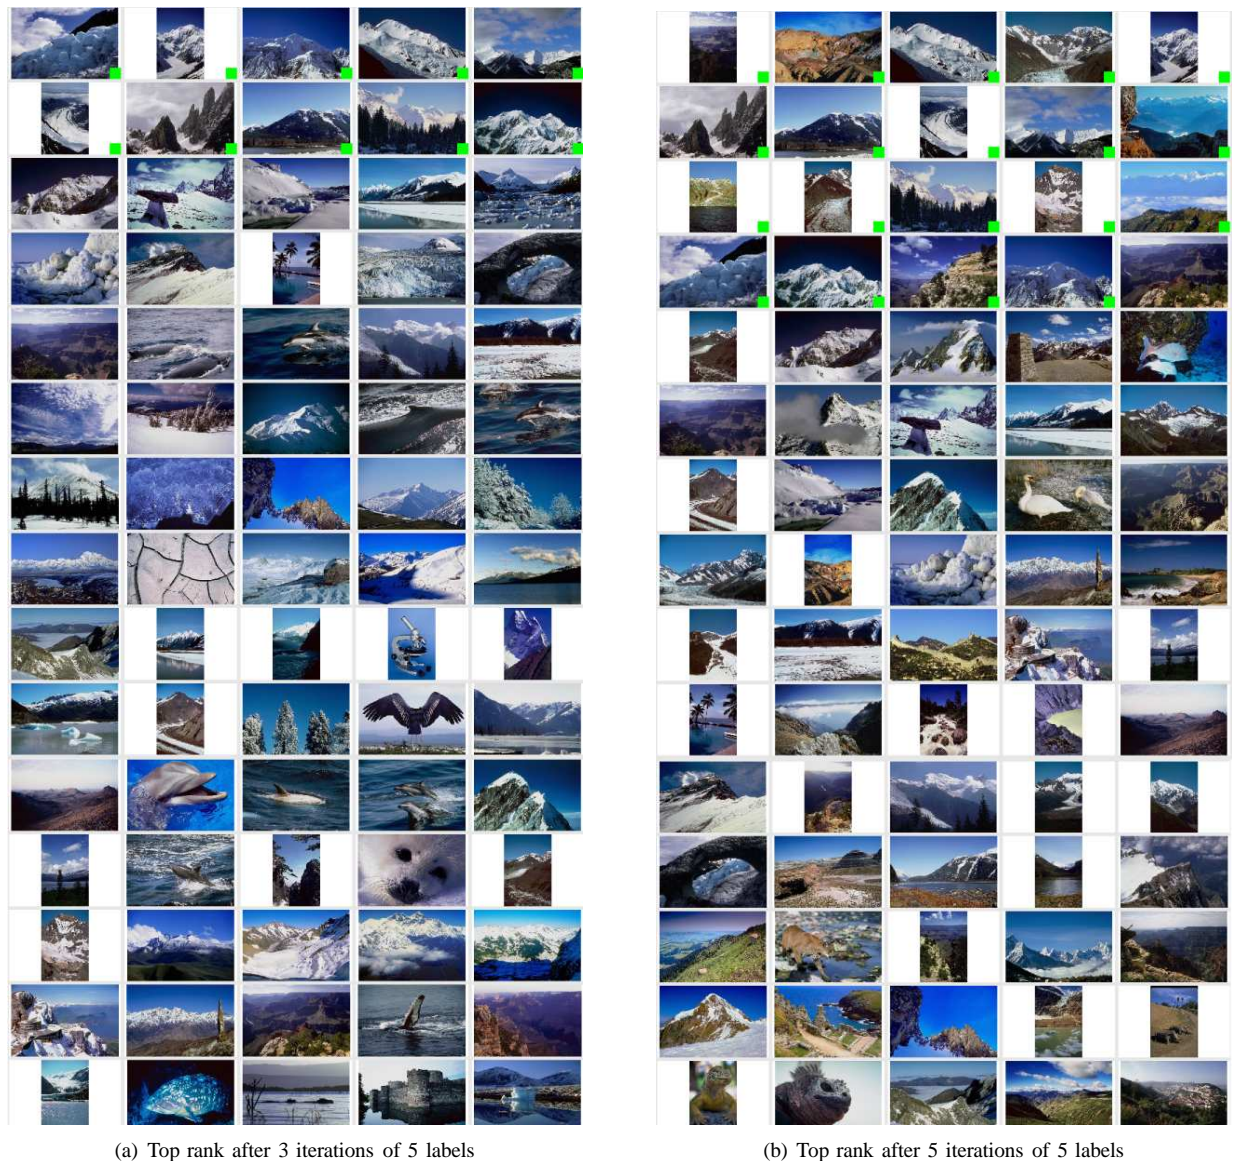 (a) Top rank after 3 iterations of 5 labels
(b) Top rank after 5 iterations of 5 labels